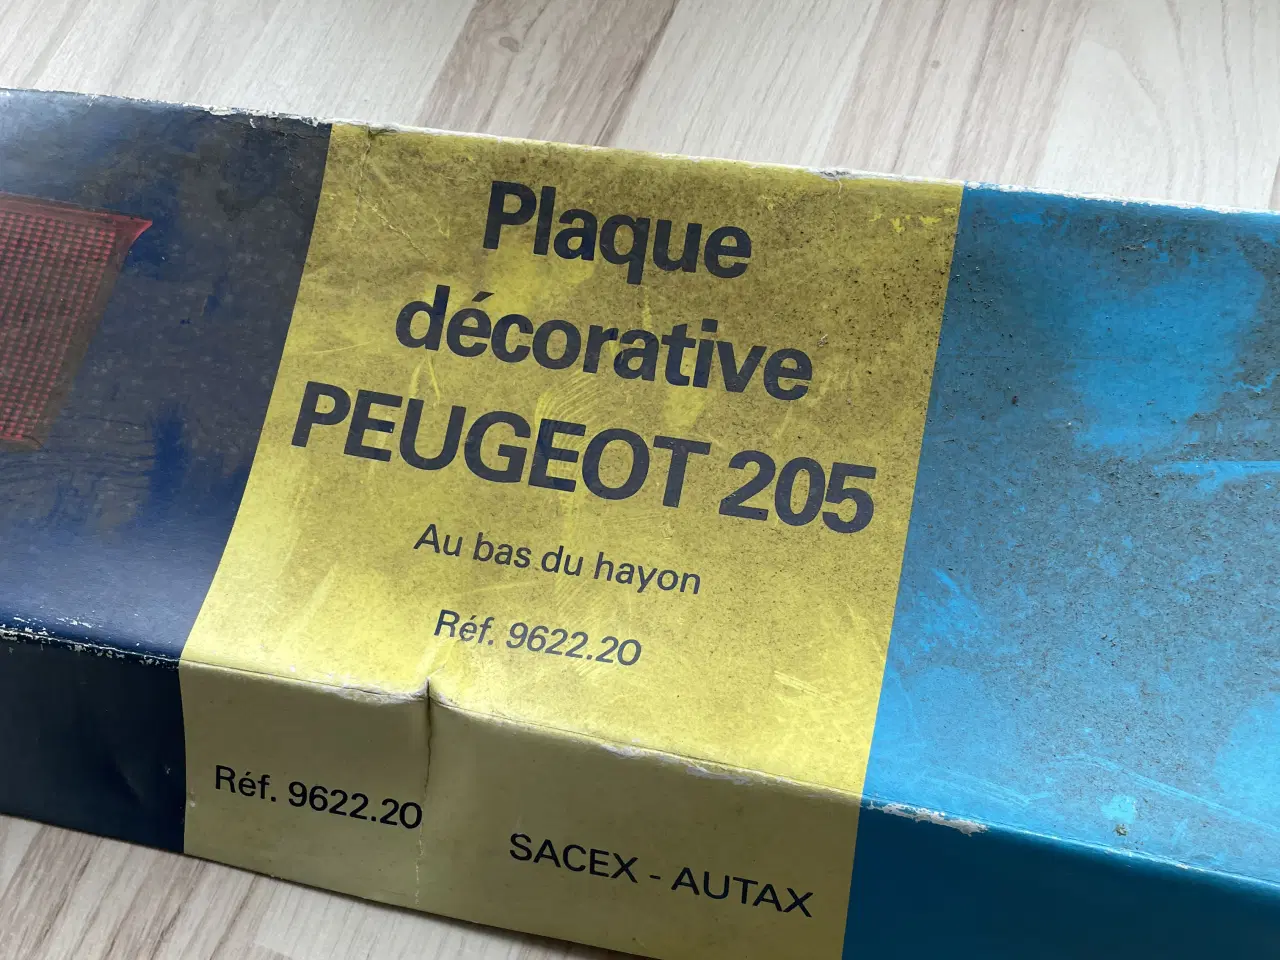 Plaque
décorative
PEUGEOT 205
Au bas du hayon
Réf. 9622.20
Réf. 9622.20
SACEX - AUTAX